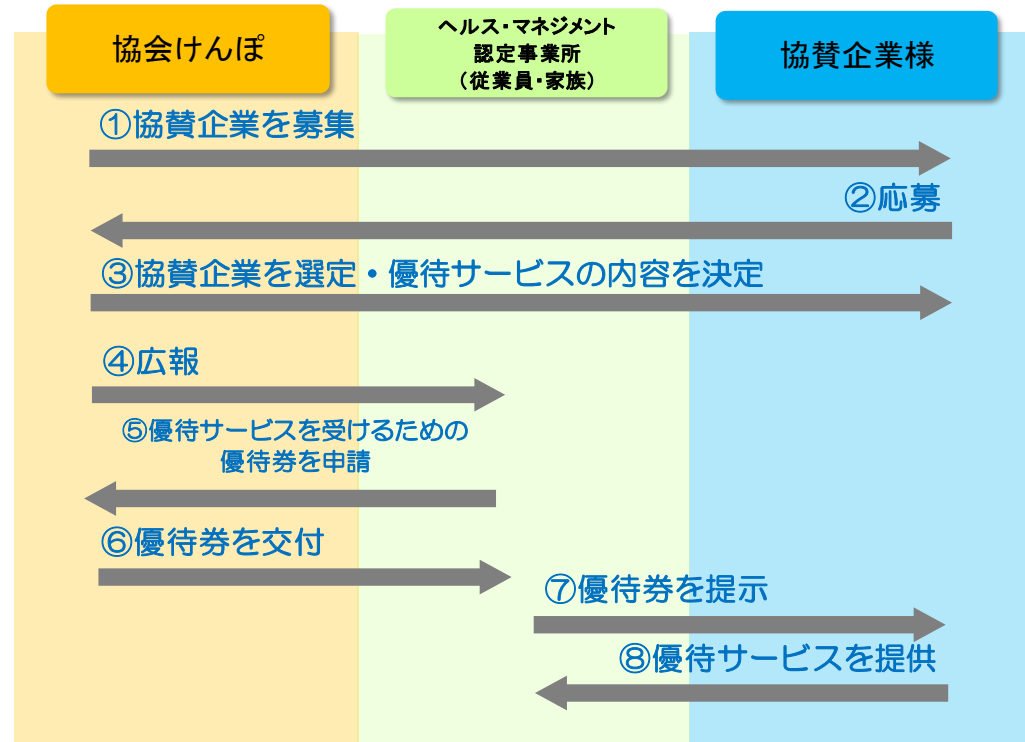 協会けんぽ
ヘルス・マネジメント
認定事業所
（従業員・家族）
協賛企業様
①協賛企業を募集
②応募
③協賛企業を選定・優待サービスの内容を決定
④広報
⑤優待サービスを受けるための
優待券を申請
⑥優待券を交付
⑦優待券を提示
⑧優待サービスを提供